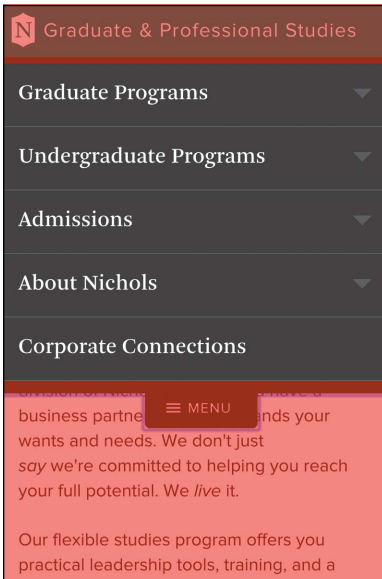 N Graduate & Professional Studies
Graduate Programs
Undergraduate Programs
Admissions
About Nichols
Corporate Connections
MENU
business partne ands your
wants and needs. We don't just
say we're committed to helping you reach
your full potential. We live it.
Our flexible studies program offers you
practical leadership tools, training, and a